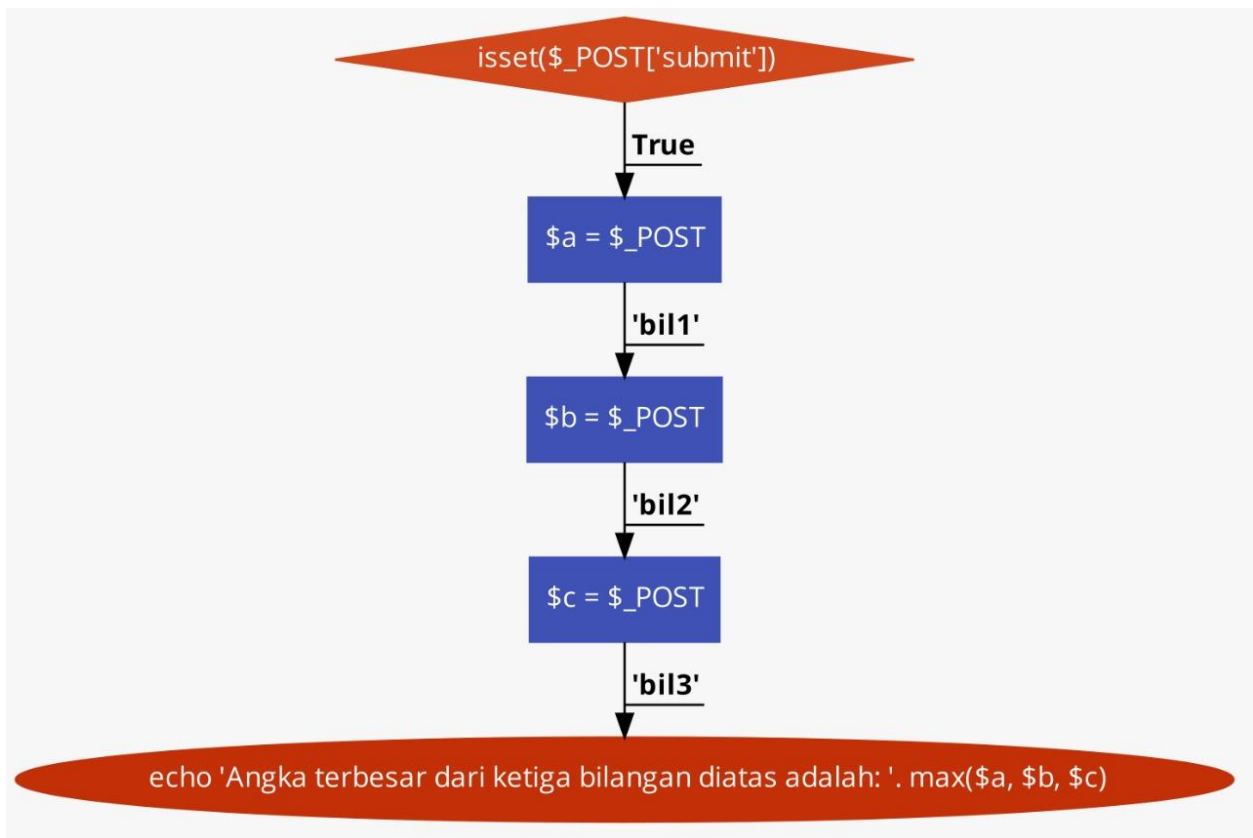 isset($_POST['submit'])
True
$a = $_POST
'bil1'
$b = $_POST
'bil2'
$c = $_POST
'bil3'
echo 'Angka terbesar dari ketiga bilangan diatas adalah: '. max($a, $b, $c)